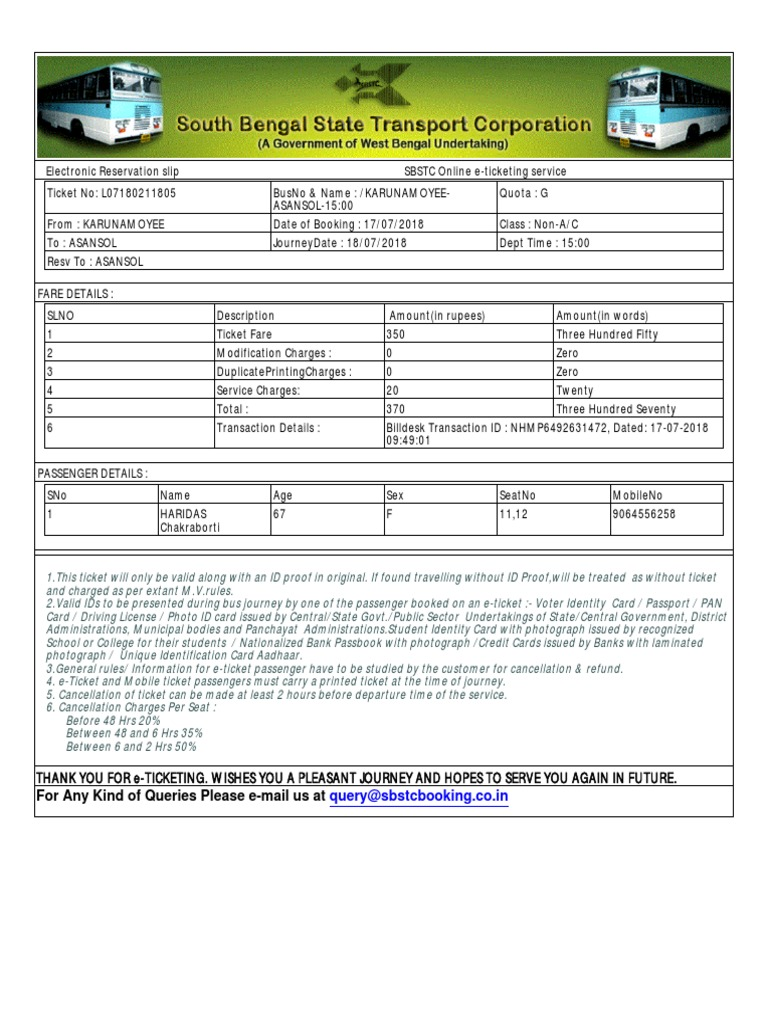 SBSTC
South Bengal State Transport Corporation
(A Government of West Bengal Undertaking)
Electronic Reservation slip SBSTC Online e-ticketing service
Ticket No: L07180211805 BusNo & Name : /KARUNAMOYEE-
ASANSOL-15:00 Quota : G
From : KARUNAMOYEE Date of Booking : 17/07/2018 Class : Non-A/C
To : ASANSOL JourneyDate : 18/07/2018 Dept Time : 15:00
Resv To : ASANSOL
FARE DETAILS :
SLNO Description Amount(in rupees) Amount(in words)
1 Ticket Fare 350 Three Hundred Fifty
2 Modification Charges : 0 Zero
3 DuplicatePrintingCharges : 0 Zero
4 Service Charges: 20 Twenty
5 Total : 370 Three Hundred Seventy
6 Transaction Details : Billdesk Transaction ID : NHMP6492631472, Dated: 17-07-2018
09:49:01
PASSENGER DETAILS :
SNo Name Age Sex SeatNo MobileNo
1 HARIDAS 67 F 11,12 9064556258
Chakraborti
1.This ticket will only be valid along with an ID proof in original. If found travelling without ID Proof,will be treated as without ticket
and charged as per extant M.V.rules.
2.Valid IDs to be presented during bus journey by one of the passenger booked on an e-ticket :- Voter Identity Card / Passport / PAN
Card / Driving License / Photo ID card issued by Central/State Govt./Public Sector Undertakings of State/Central Government, District
Administrations, Municipal bodies and Panchayat Administrations.Student Identity Card with photograph issued by recognized
School or College for their students / Nationalized Bank Passbook with photograph /Credit Cards issued by Banks with laminated
photograph / Unique Identification Card Aadhaar.
3.General rules/ Information for e-ticket passenger have to be studied by the customer for cancellation & refund.
4. e-Ticket and Mobile ticket passengers must carry a printed ticket at the time of journey.
5. Cancellation of ticket can be made at least 2 hours before departure time of the service.
6. Cancellation Charges Per Seat :
Before 48 Hrs 20%
Between 48 and 6 Hrs 35%
Between 6 and 2 Hrs 50%
THANK YOU FOR e-TICKETING. WISHES YOU A PLEASANT JOURNEY AND HOPES TO SERVE YOU AGAIN IN FUTURE.
For Any Kind of Queries Please e-mail us at query@sbstcbooking.co.in